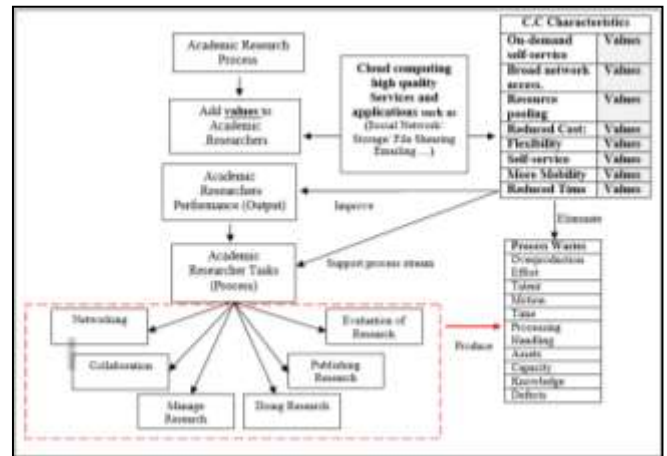 Academic Research
Process
Add values to
Academic
Researchers
Academic
Researchers
Performance (Output)
Academic
Researcher Tasks
(Process)
Cloud computing
high quality
Services and
applications such as
(Social Network
Storage File Shearing
Emailing ...)
C.C Characteristics
On-demand
self-service Values
Broad network
access. Values
Resource
pooling Values
Reduced Cost: Values
Flexibility Values
Self-service Values
More Mobility Values
Reduced Time Values
Improve
Support process stream
Eliminate
Process Wastes
Overproduction
Effort
Talent
Motion
Time
Processing
Handling
Assets
Capacity
Knowledge
Defects
Produce
Networking
Collaboration
Manage
Research
Doing Research
Publishing
Research
Evaluation of
Research